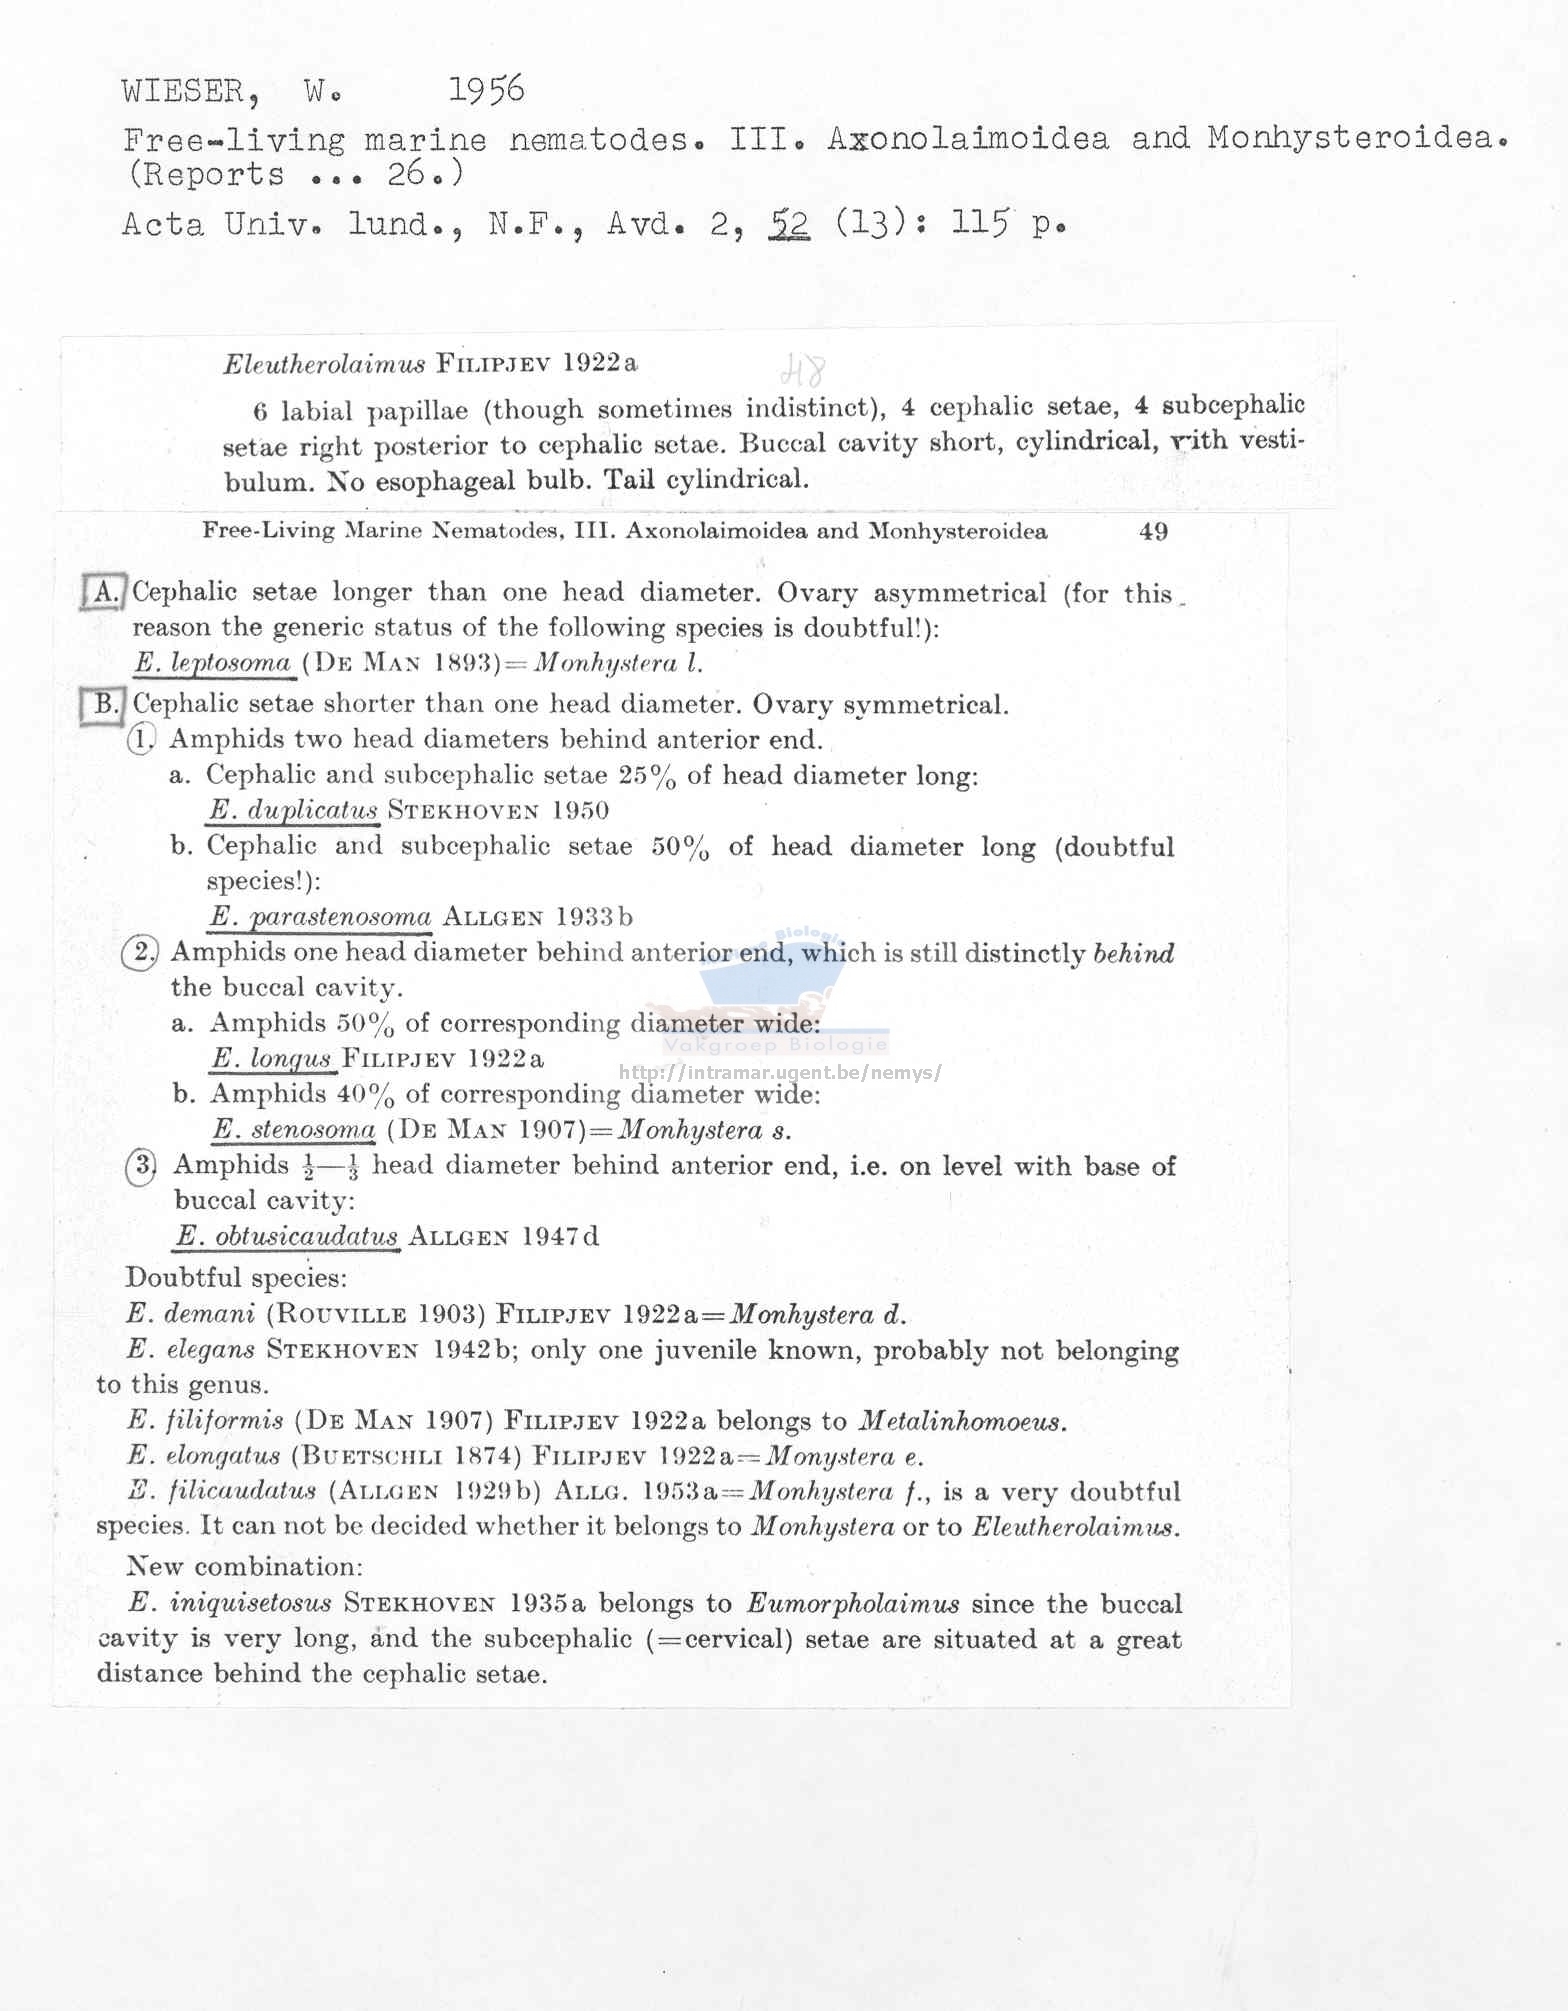 WIESER, W. 1956
Free-living marine nematodes. III. Axonolaimoidea and Monhysteroidea.
(Reports ... 26.)
Acta Univ. lund., N.F., Avd. 2, 52 (13): 115 p.
Eleutherolaimus FILIPJEV 1922a
48
6 labial papillae (though sometimes indistinct), 4 cephalic setae, 4 subcephalic
setae right posterior to cephalic setae. Buccal cavity short, cylindrical, with vesti-
bulum. No esophageal bulb. Tail cylindrical.
Free-Living Marine Nematodes, III. Axonolaimoidea and Monhysteroidea 49
A. Cephalic setae longer than one head diameter. Ovary asymmetrical (for this
reason the generic status of the following species is doubtful!):
E. leptosoma (DE MAN 1893)=Monhystera l.
B. Cephalic setae shorter than one head diameter. Ovary symmetrical.
1. Amphids two head diameters behind anterior end.
a. Cephalic and subcephalic setae 25% of head diameter long:
E. duplicatus STEKHOVEN 1950
b. Cephalic and subcephalic setae 50% of head diameter long (doubtful
species!):
E. parastenosoma ALLGEN 1933b
2. Amphids one head diameter behind anterior end, which is still distinctly behind
the buccal cavity.
a. Amphids 50% of corresponding diameter wide:
E. longus FILIPJEV 1922a
b. Amphids 40% of corresponding diameter wide:
E. stenosoma (DE MAN 1907)=Monhystera s.
3. Amphids ½—⅓ head diameter behind anterior end, i.e. on level with base of
buccal cavity:
E. obtusicaudatus ALLGEN 1947d
Doubtful species:
E. demani (ROUVILLE 1903) FILIPJEV 1922a=Monhystera d.
E. elegans STEKHOVEN 1942b; only one juvenile known, probably not belonging
to this genus.
E. filiformis (DE MAN 1907) FILIPJEV 1922a belongs to Metalinhomoeus.
E. elongatus (BUETSCHLI 1874) FILIPJEV 1922a=Monystera e.
E. filicaudatus (ALLGEN 1929b) ALLG. 1953a=Monhystera f., is a very doubtful
species. It can not be decided whether it belongs to Monhystera or to Eleutherolaimus.
New combination:
E. iniquisetosus STEKHOVEN 1935a belongs to Eumorpholaimus since the buccal
cavity is very long, and the subcephalic (=cervical) setae are situated at a great
distance behind the cephalic setae.
Biologie
Vakgroep Biologie
http://intramar.ugent.be/nemys/